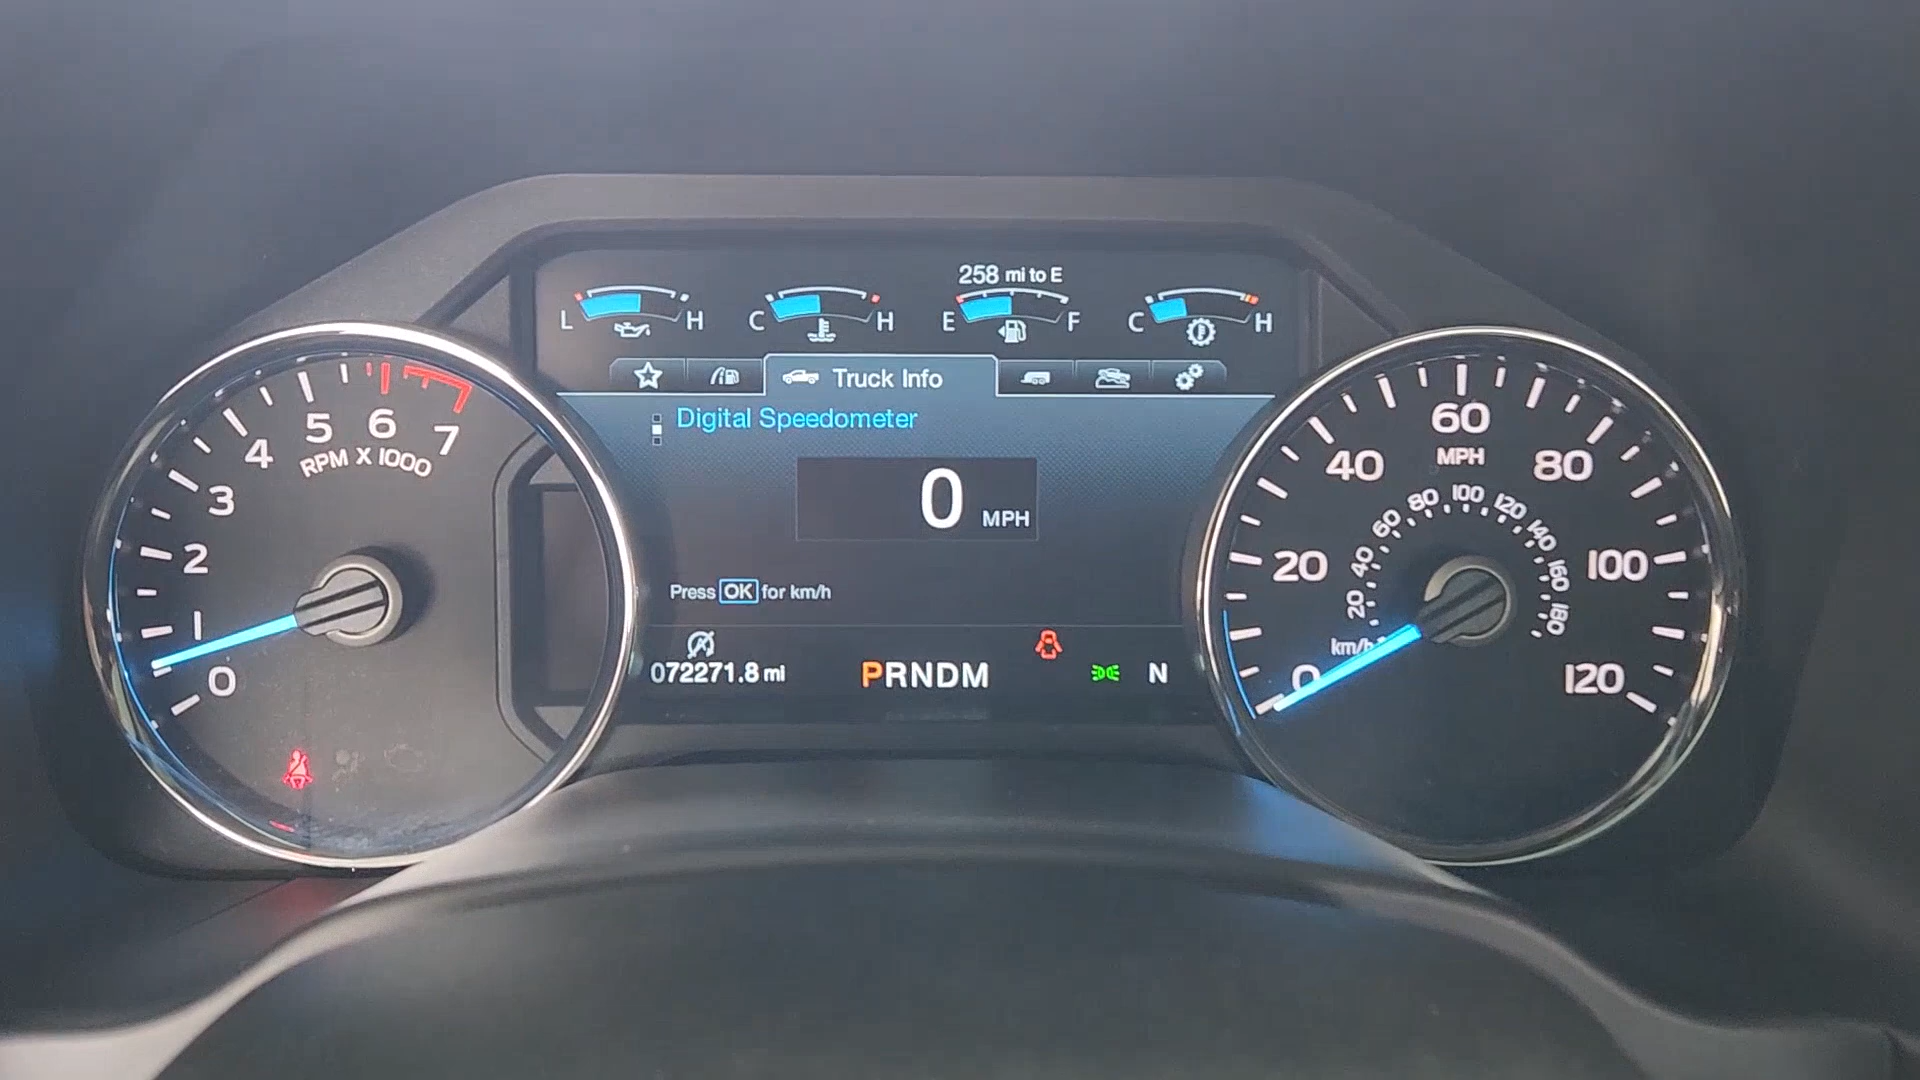 258 mi to E
L H C H E F C H
Truck Info
Digital Speedometer
0 MPH
Press OK for km/h
072271.8 mi PRNDM N
0 1 2 3 4 5 6 7
RPM X 1000
0 20 40 60 80 100 120
MPH
20 40 60 80 100 120 140 160 180
km/h